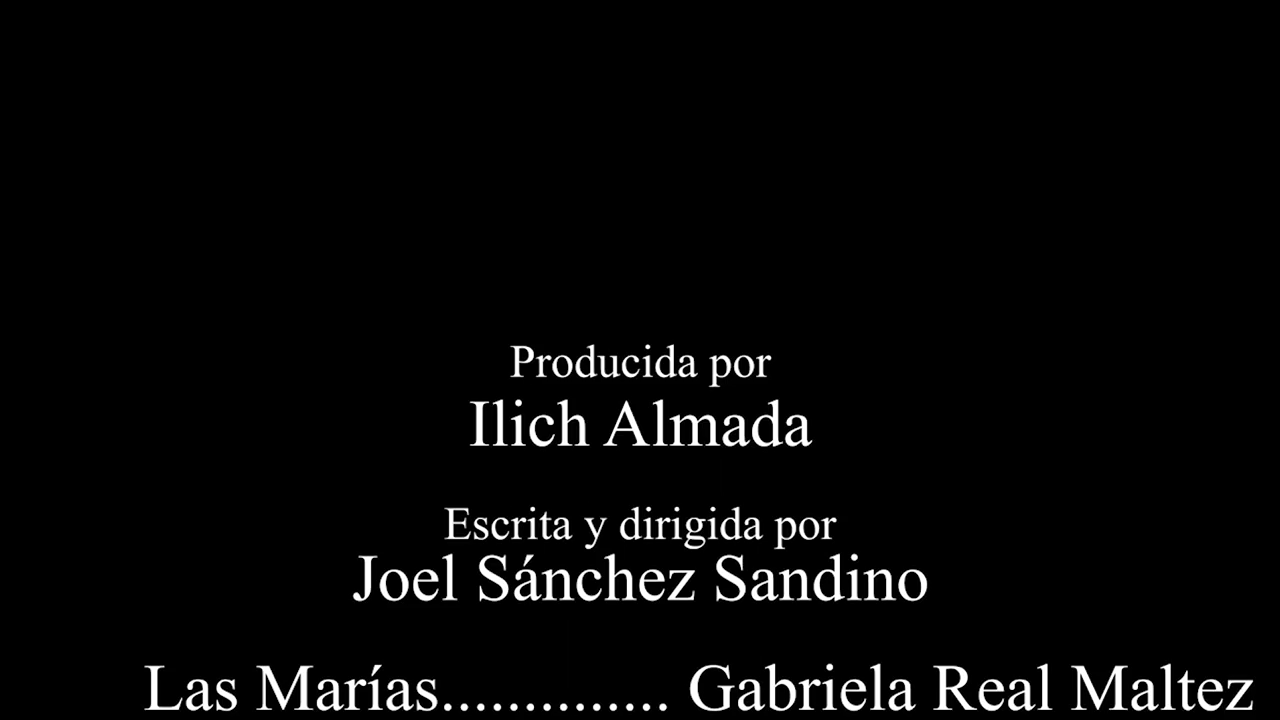 Producida por
Ilich Almada
Escrita y dirigida por
Joel Sánchez Sandino
Las Marías.............. Gabriela Real Maltez